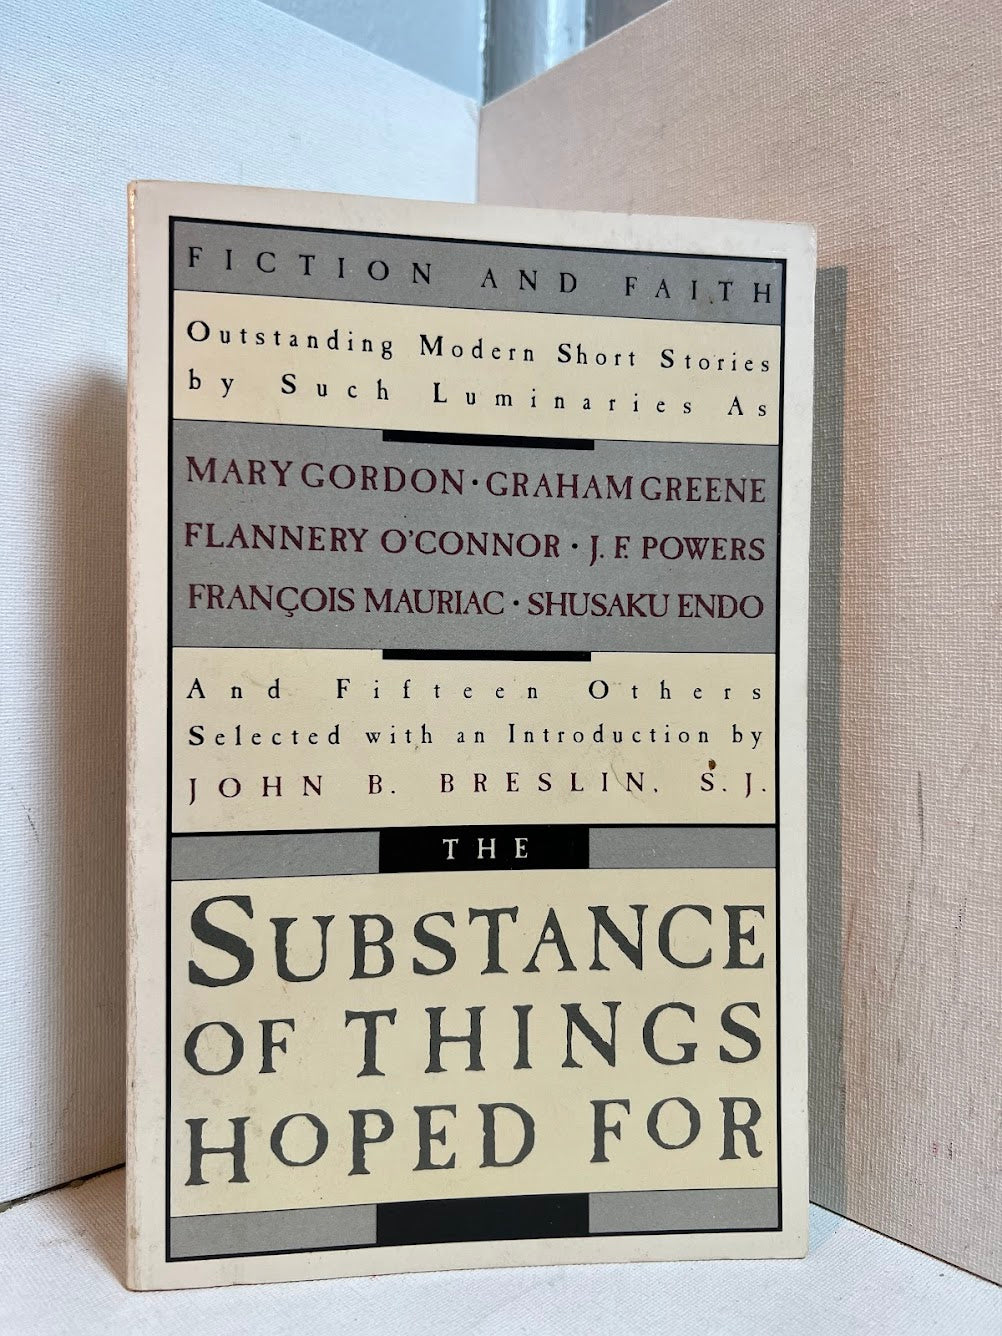 FICTION AND FAITH
Outstanding Modern Short Stories
by Such Luminaries As
MARY GORDON · GRAHAM GREENE
FLANNERY O'CONNOR · J. F. POWERS
FRANÇOIS MAURIAC · SHUSAKU ENDO
And Fifteen Others
Selected with an Introduction by
JOHN B. BRESLIN, S.J.
THE
SUBSTANCE
OF THINGS
HOPED FOR